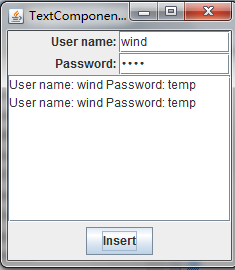 TextComponen...
User name: wind
Password: ••••
User name: wind Password: temp
User name: wind Password: temp
Insert